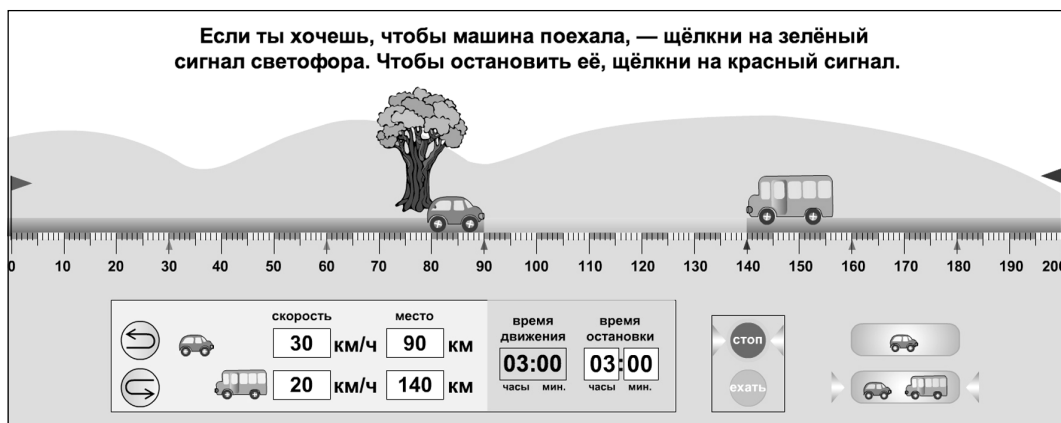 Если ты хочешь, чтобы машина поехала, — щёлкни на зелёный
сигнал светофора. Чтобы остановить её, щёлкни на красный сигнал.
0 10 20 30 40 50 60 70 80 90 100 110 120 130 140 150 160 170 180 190 200
скорость место
30 км/ч 90 км
20 км/ч 140 км
время
движения
03:00
часы мин.
время
остановки
03:00
часы мин.
стоп
ехать